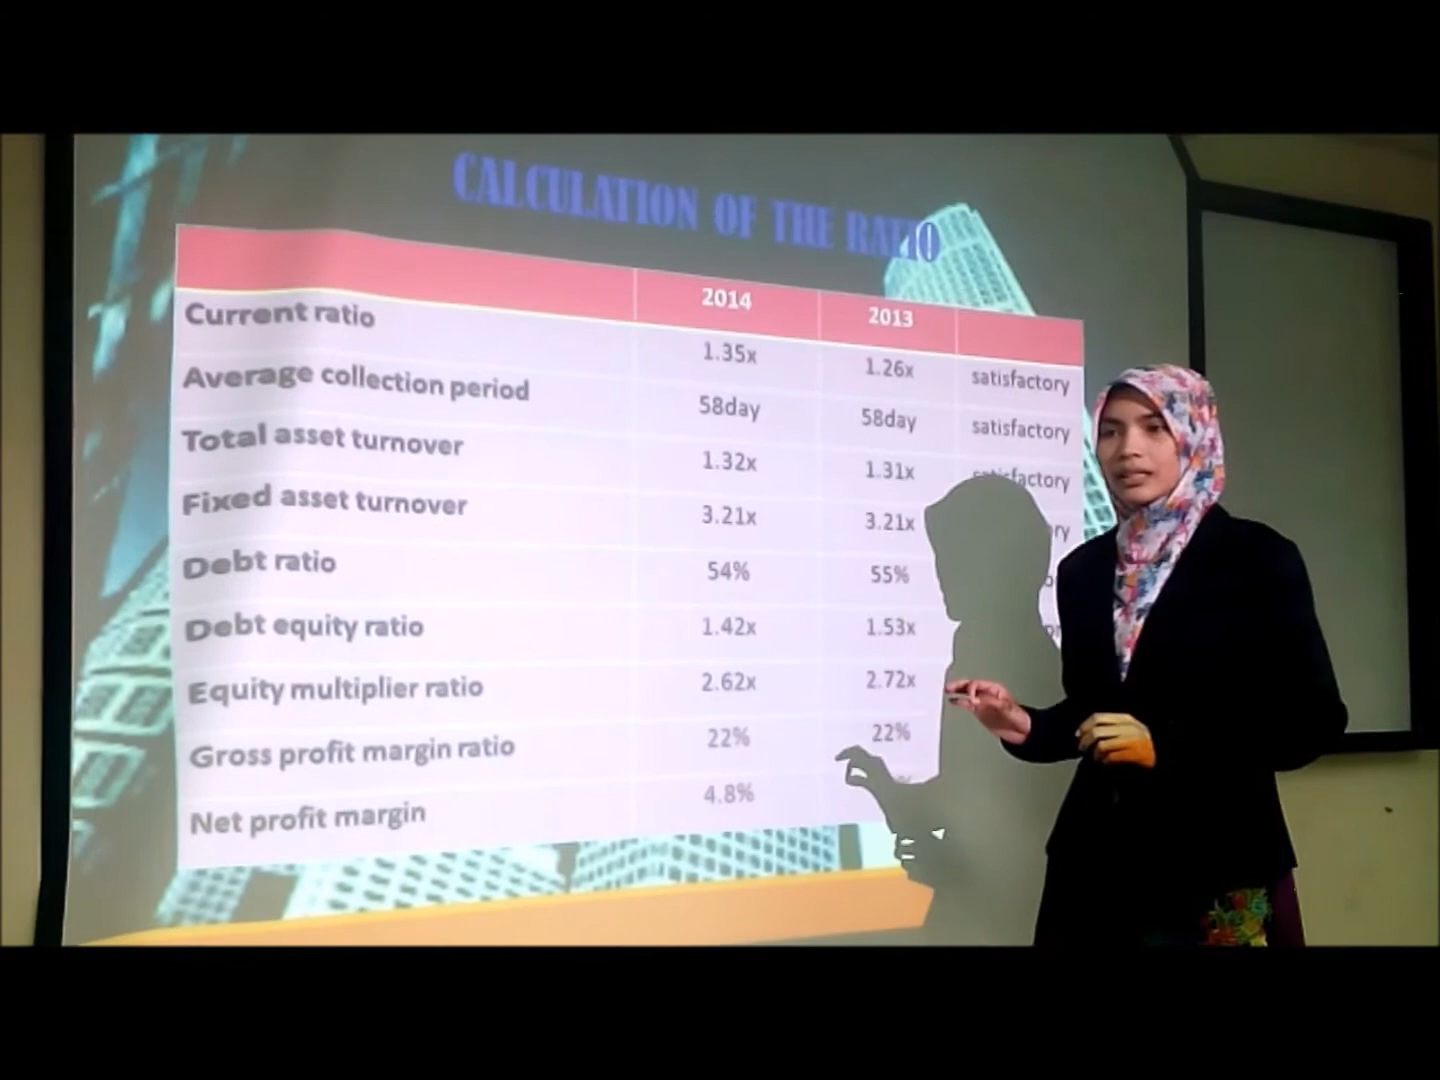 CALCULATION OF THE RATIO
2014 2013
Current ratio 1.35x 1.26x satisfactory
Average collection period 58day 58day satisfactory
Total asset turnover 1.32x 1.31x satisfactory
Fixed asset turnover 3.21x 3.21x
Debt ratio 54% 55%
Debt equity ratio 1.42x 1.53x
Equity multiplier ratio 2.62x 2.72x
Gross profit margin ratio 22% 22%
Net profit margin 4.8%